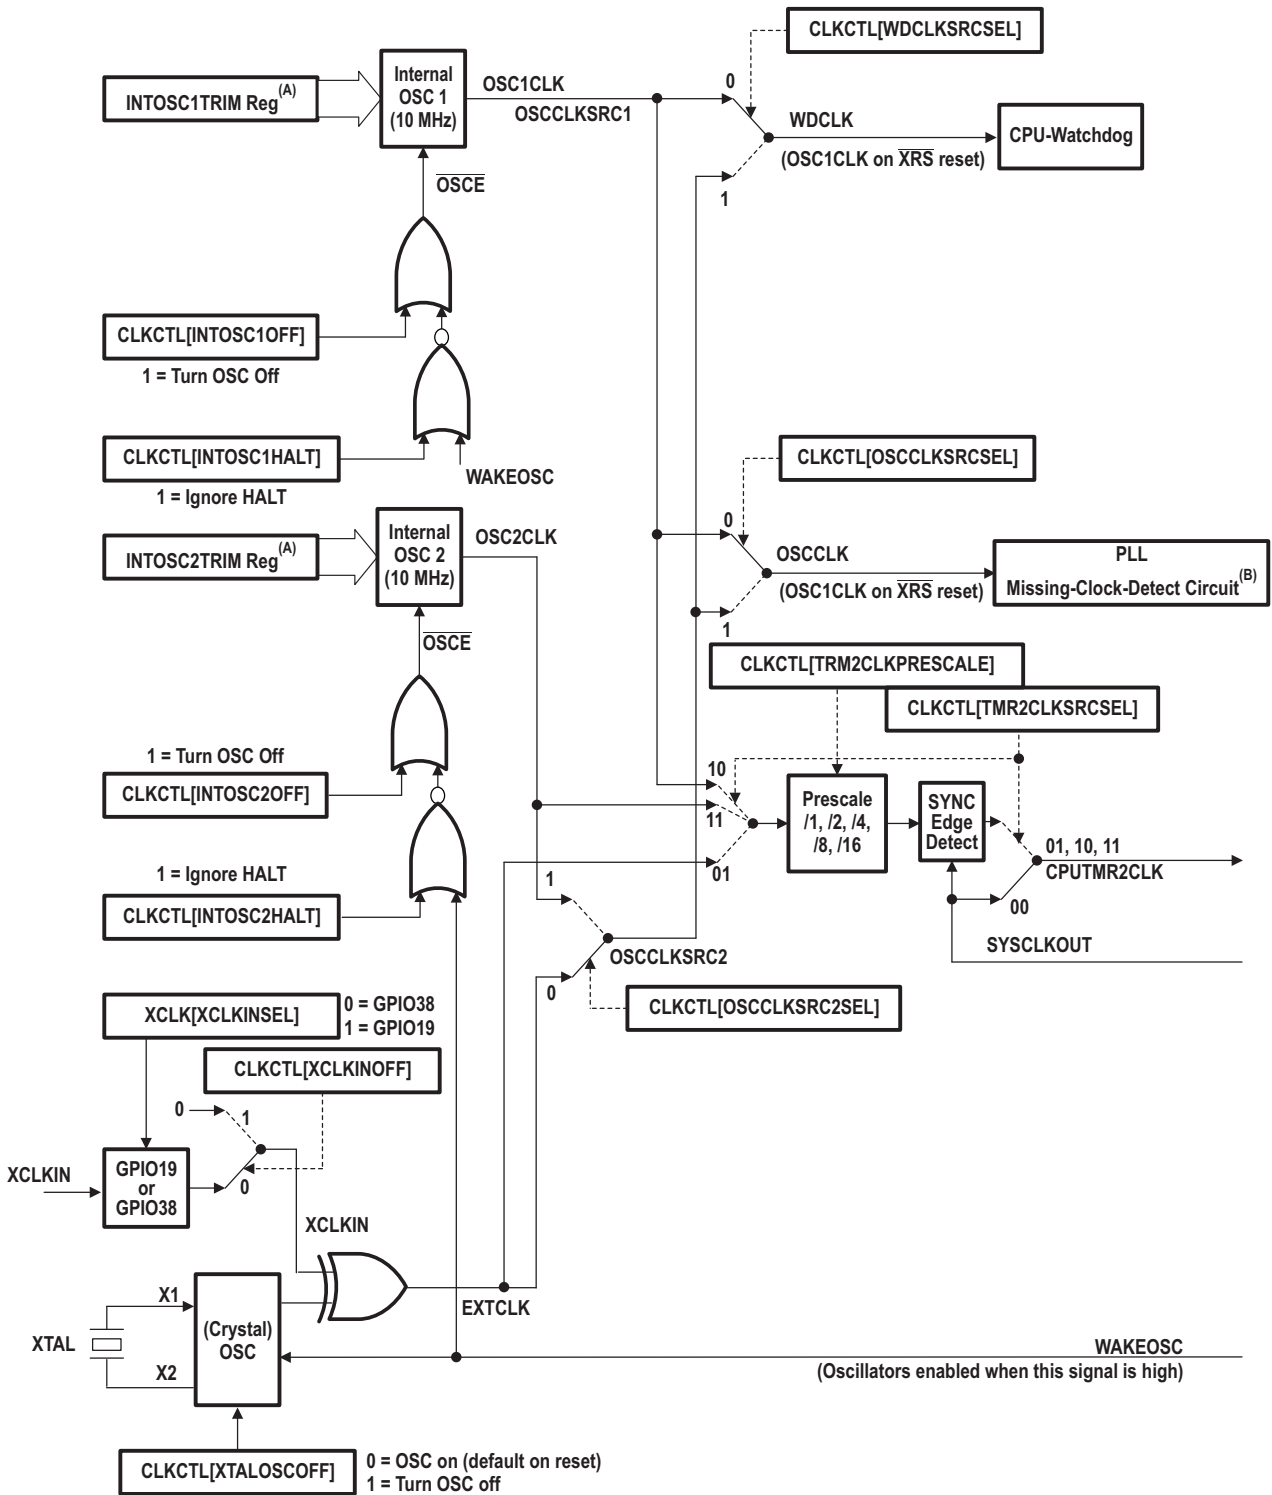 CLKCTL[WDCLKSRCSEL]
INTOSC1TRIM Reg(A)
Internal
OSC 1
(10 MHz)
OSC1CLK
OSCCLKSRC1
0
WDCLK
(OSC1CLK on XRS reset)
CPU-Watchdog
1
OSCE
CLKCTL[INTOSC1OFF]
1 = Turn OSC Off
CLKCTL[INTOSC1HALT]
1 = Ignore HALT
WAKEOSC
CLKCTL[OSCCLKSRCSEL]
INTOSC2TRIM Reg(A)
Internal
OSC 2
(10 MHz)
OSC2CLK
0
OSCCLK
(OSC1CLK on XRS reset)
PLL
Missing-Clock-Detect Circuit(B)
1
OSCE
CLKCTL[TRM2CLKPRESCALE]
CLKCTL[TMR2CLKSRCSEL]
1 = Turn OSC Off
CLKCTL[INTOSC2OFF]
10
11
01
Prescale
/1, /2, /4,
/8, /16
SYNC
Edge
Detect
01, 10, 11
CPUTMR2CLK
00
SYSCLKOUT
1 = Ignore HALT
CLKCTL[INTOSC2HALT]
1
OSCCLKSRC2
0
CLKCTL[OSCCLKSRC2SEL]
XCLK[XCLKINSEL]
0 = GPIO38
1 = GPIO19
CLKCTL[XCLKINOFF]
0
1
XCLKIN
GPIO19
or
GPIO38
0
XCLKIN
EXTCLK
X1
XTAL
X2
(Crystal)
OSC
WAKEOSC
(Oscillators enabled when this signal is high)
CLKCTL[XTALOSCOFF]
0 = OSC on (default on reset)
1 = Turn OSC off